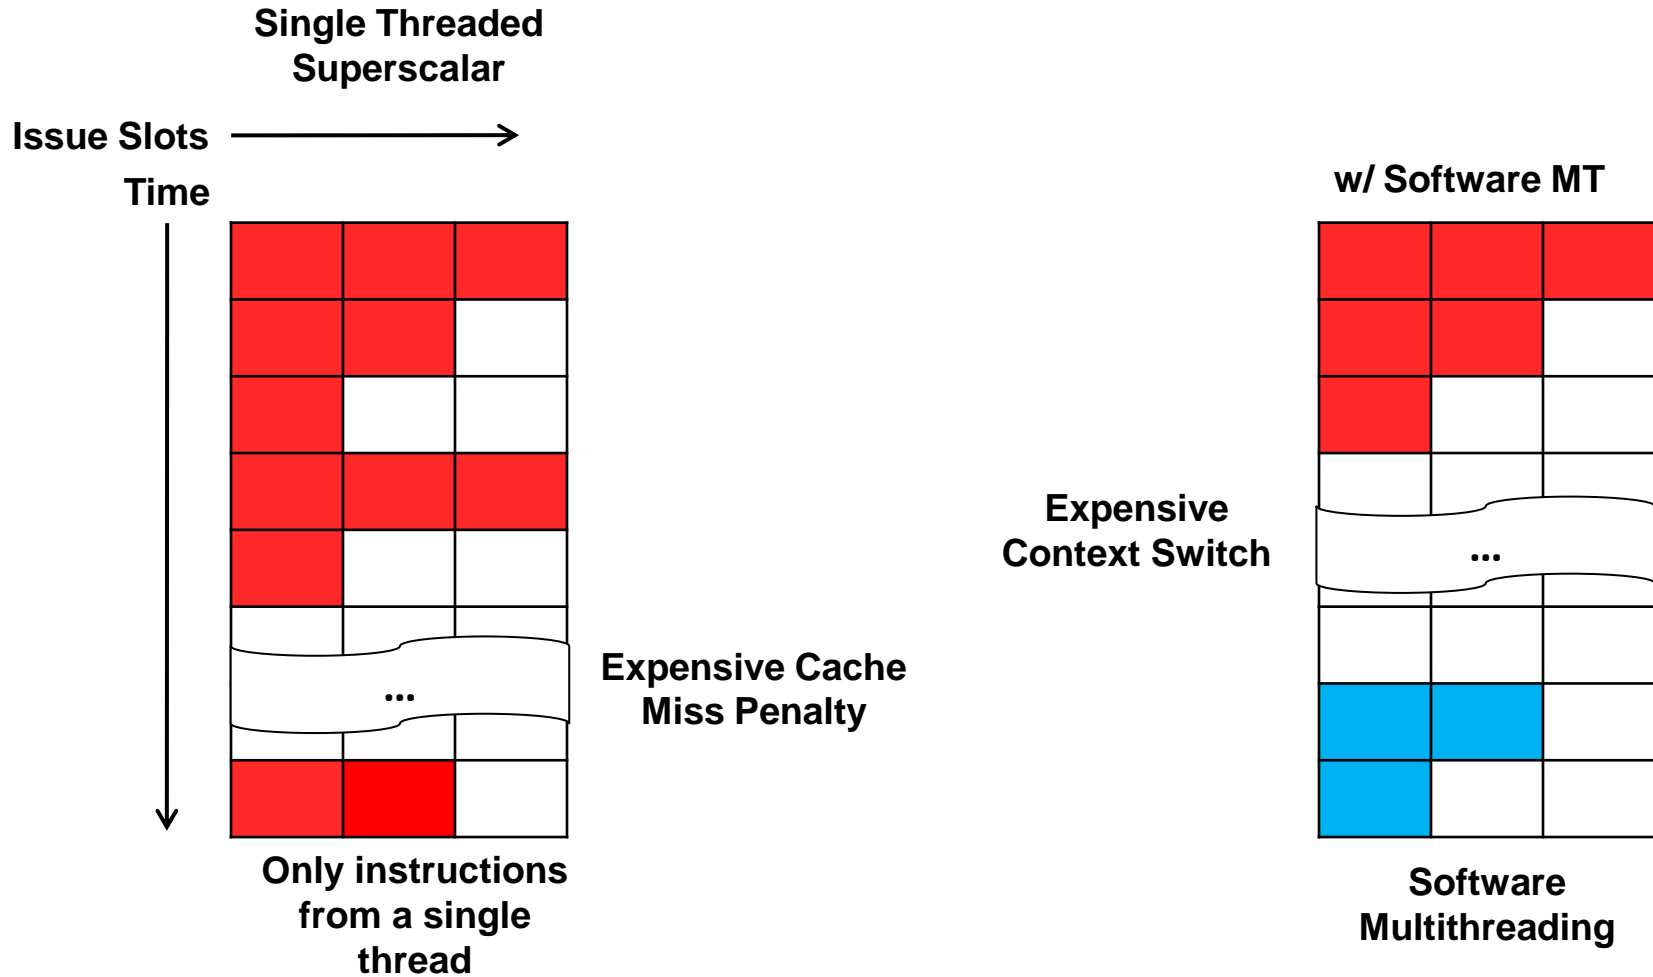 Single Threaded
Superscalar
Issue Slots
Time
w/ Software MT
Expensive
Context Switch
...
Expensive Cache
Miss Penalty
...
Only instructions
from a single
thread
Software
Multithreading